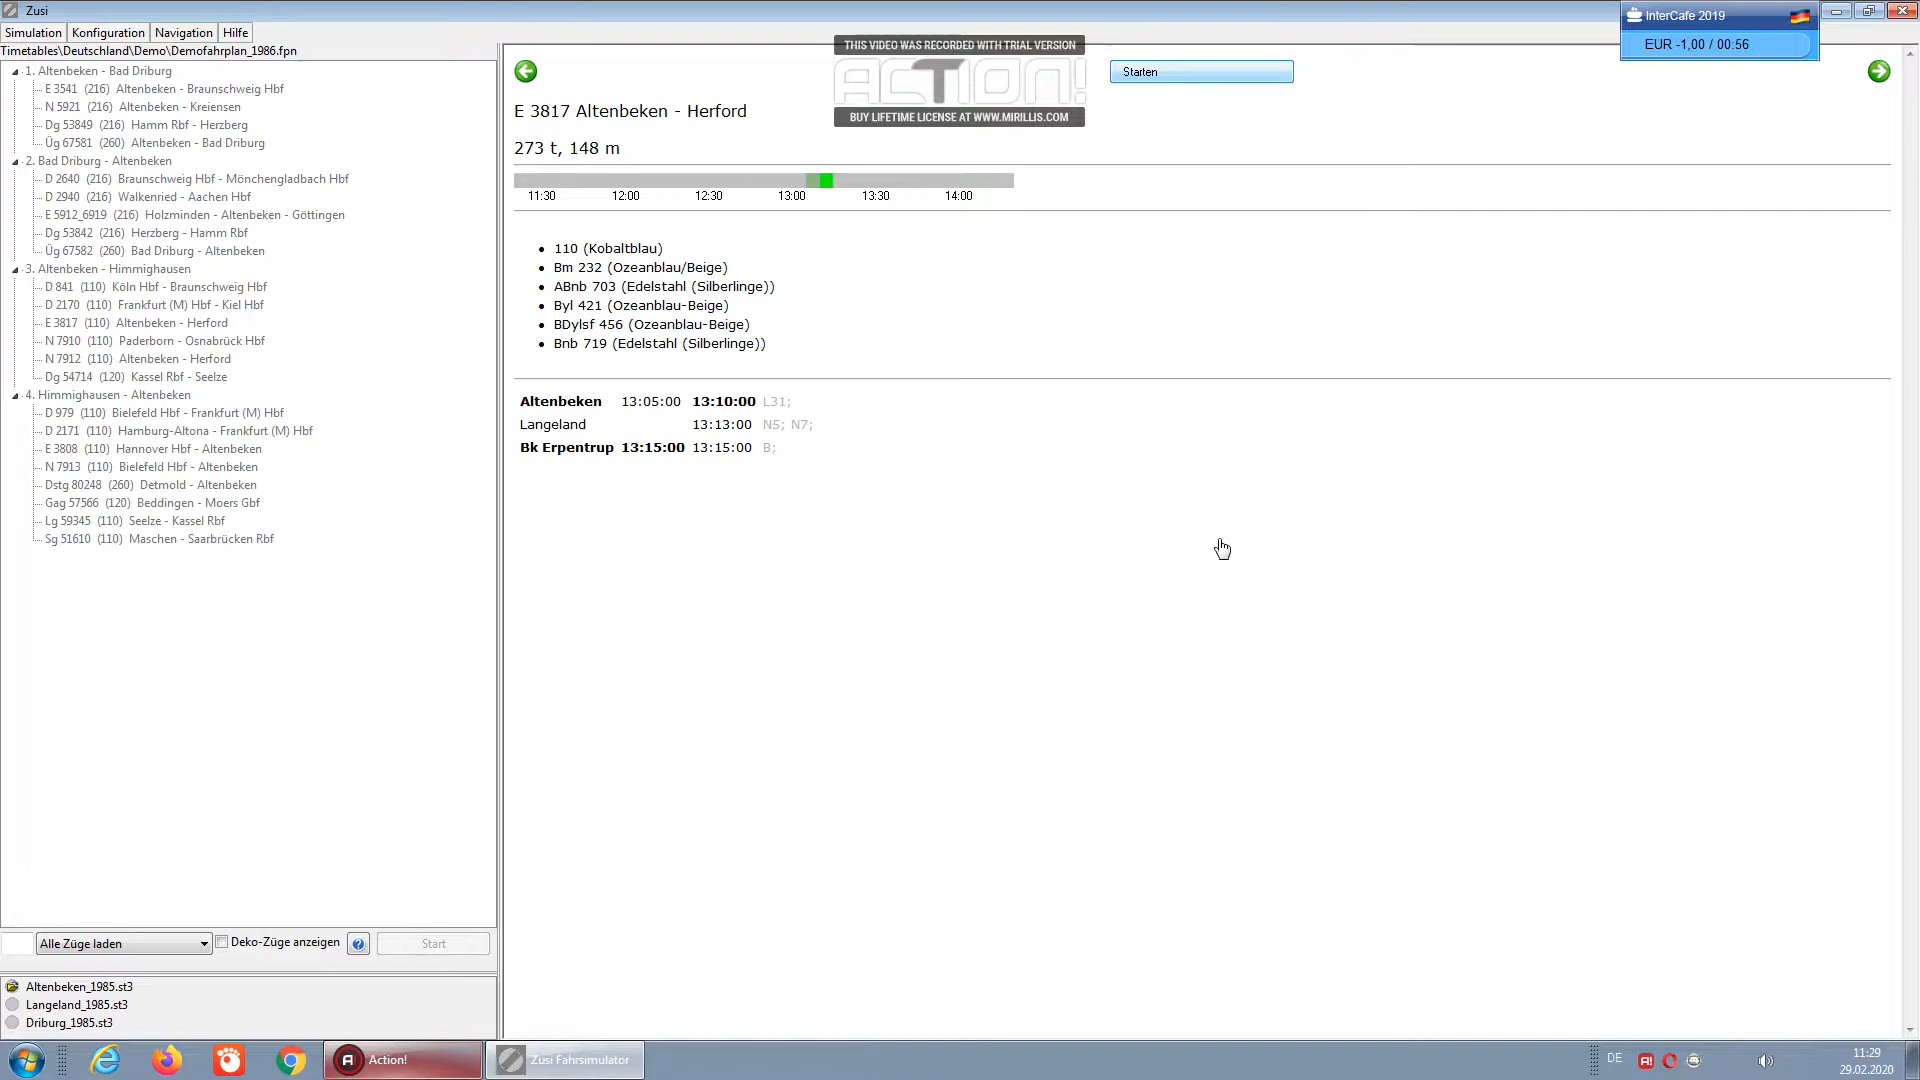 Zusi
Simulation Konfiguration Navigation Hilfe
Timetables\Deutschland\Demo\Demofahrplan_1986.fpn
1. Altenbeken - Bad Driburg
E 3541 (216) Altenbeken - Braunschweig Hbf
N 5921 (216) Altenbeken - Kreiensen
Dg 53849 (216) Hamm Rbf - Herzberg
Üg 67581 (260) Altenbeken - Bad Driburg
2. Bad Driburg - Altenbeken
D 2640 (216) Braunschweig Hbf - Mönchengladbach Hbf
D 2940 (216) Walkenried - Aachen Hbf
E 5912_6919 (216) Holzminden - Altenbeken - Göttingen
Dg 53842 (216) Herzberg - Hamm Rbf
Üg 67582 (260) Bad Driburg - Altenbeken
3. Altenbeken - Himmighausen
D 841 (110) Köln Hbf - Braunschweig Hbf
D 2170 (110) Frankfurt (M) Hbf - Kiel Hbf
E 3817 (110) Altenbeken - Herford
N 7910 (110) Paderborn - Osnabrück Hbf
N 7912 (110) Altenbeken - Herford
Dg 54714 (120) Kassel Rbf - Seelze
4. Himmighausen - Altenbeken
D 979 (110) Bielefeld Hbf - Frankfurt (M) Hbf
D 2171 (110) Hamburg-Altona - Frankfurt (M) Hbf
E 3808 (110) Hannover Hbf - Altenbeken
N 7913 (110) Bielefeld Hbf - Altenbeken
Dstg 80248 (260) Detmold - Altenbeken
Gag 57566 (120) Beddingen - Moers Gbf
Lg 59345 (110) Seelze - Kassel Rbf
Sg 51610 (110) Maschen - Saarbrücken Rbf
Alle Züge laden Deko-Züge anzeigen ? Start
Altenbeken_1985.st3
Langeland_1985.st3
Driburg_1985.st3
THIS VIDEO WAS RECORDED WITH TRIAL VERSION
ACTION!
BUY LIFETIME LICENSE AT WWW.MIRILLIS.COM
Starten
InterCafe 2019
EUR -1,00 / 00:56
E 3817 Altenbeken - Herford
273 t, 148 m
11:30 12:00 12:30 13:00 13:30 14:00
110 (Kobaltblau)
Bm 232 (Ozeanblau/Beige)
ABnb 703 (Edelstahl (Silberlinge))
Byl 421 (Ozeanblau-Beige)
BDylsf 456 (Ozeanblau-Beige)
Bnb 719 (Edelstahl (Silberlinge))
Altenbeken 13:05:00 13:10:00 L31;
Langeland 13:13:00 N5; N7;
Bk Erpentrup 13:15:00 13:15:00 B;
Action! Zusi Fahrsimulator
DE
11:29
29.02.2020